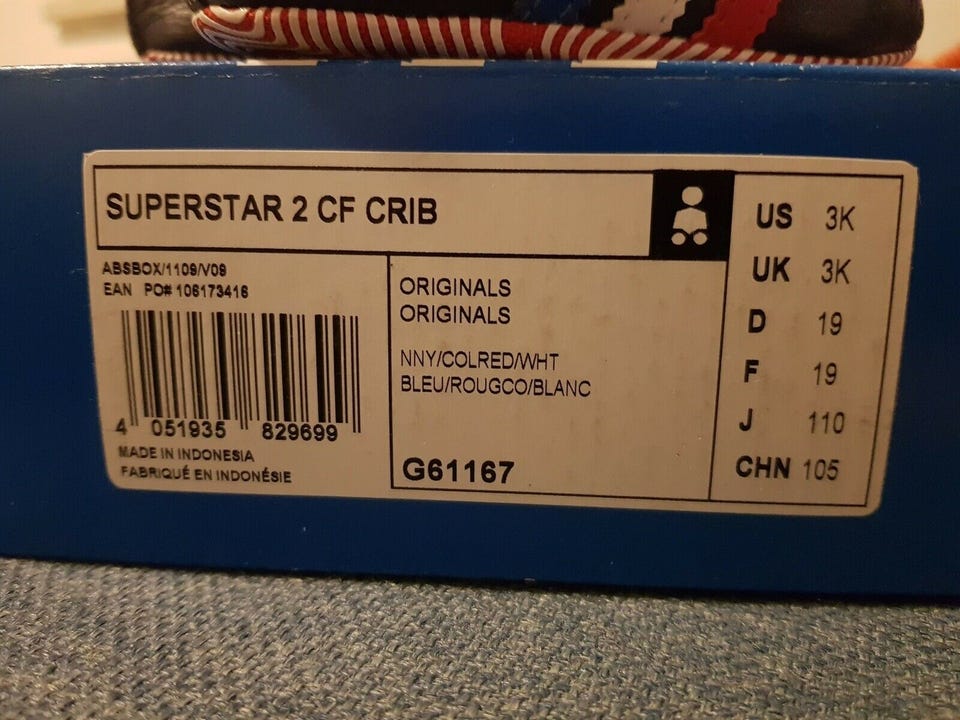 SUPERSTAR 2 CF CRIB
ABSBOX/1109/V09
EAN PO# 106173416
4 051935 829699
MADE IN INDONESIA
FABRIQUÉ EN INDONÉSIE
ORIGINALS
ORIGINALS
NNY/COLRED/WHT
BLEU/ROUGCO/BLANC
G61167
US 3K
UK 3K
D 19
F 19
J 110
CHN 105